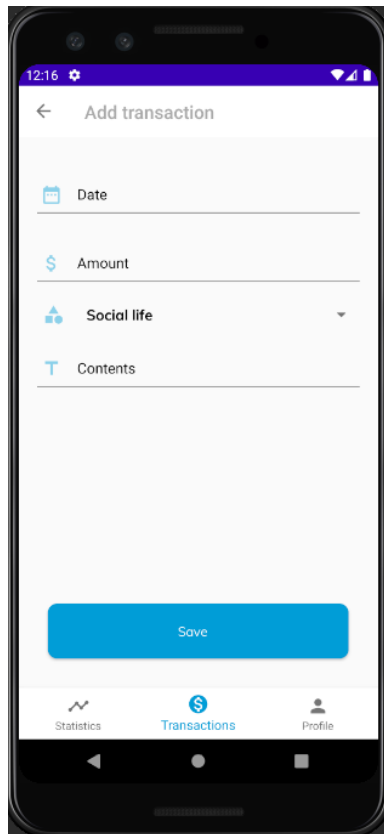 12:16
Add transaction
Date
$ Amount
Social life
T Contents
Save
$
Statistics Transactions Profile